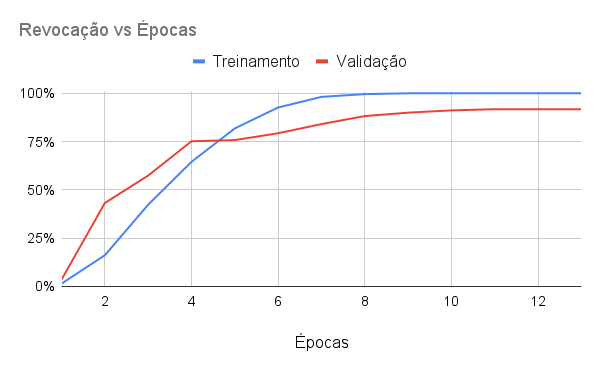 Revocação vs Épocas
Treinamento Validação
100%
75%
50%
25%
0%
2 4 6 8 10 12
Épocas